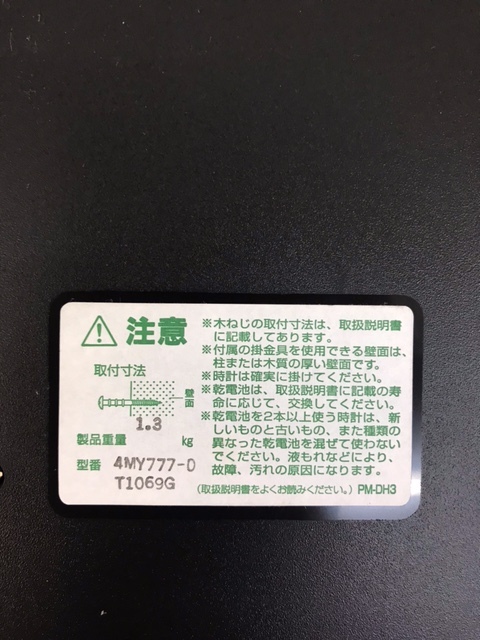 注意
取付寸法
壁面
1.3
製品重量 kg
型番 4MY777-0
T1069G
※木ねじの取付寸法は、取扱説明書
に記載してあります。
※付属の掛金具を使用できる壁面は、
柱または木質の厚い壁面です。
※時計は確実に掛けてください。
※乾電池は、取扱説明書に記載の寿
命に応じて、交換してください。
※乾電池を2本以上使う時計は、新
しいものと古いもの、また種類の
異なった乾電池を混ぜて使わない
でください。液もれなどにより、
故障、汚れの原因になります。
(取扱説明書をよくお読みください。) PM-DH3